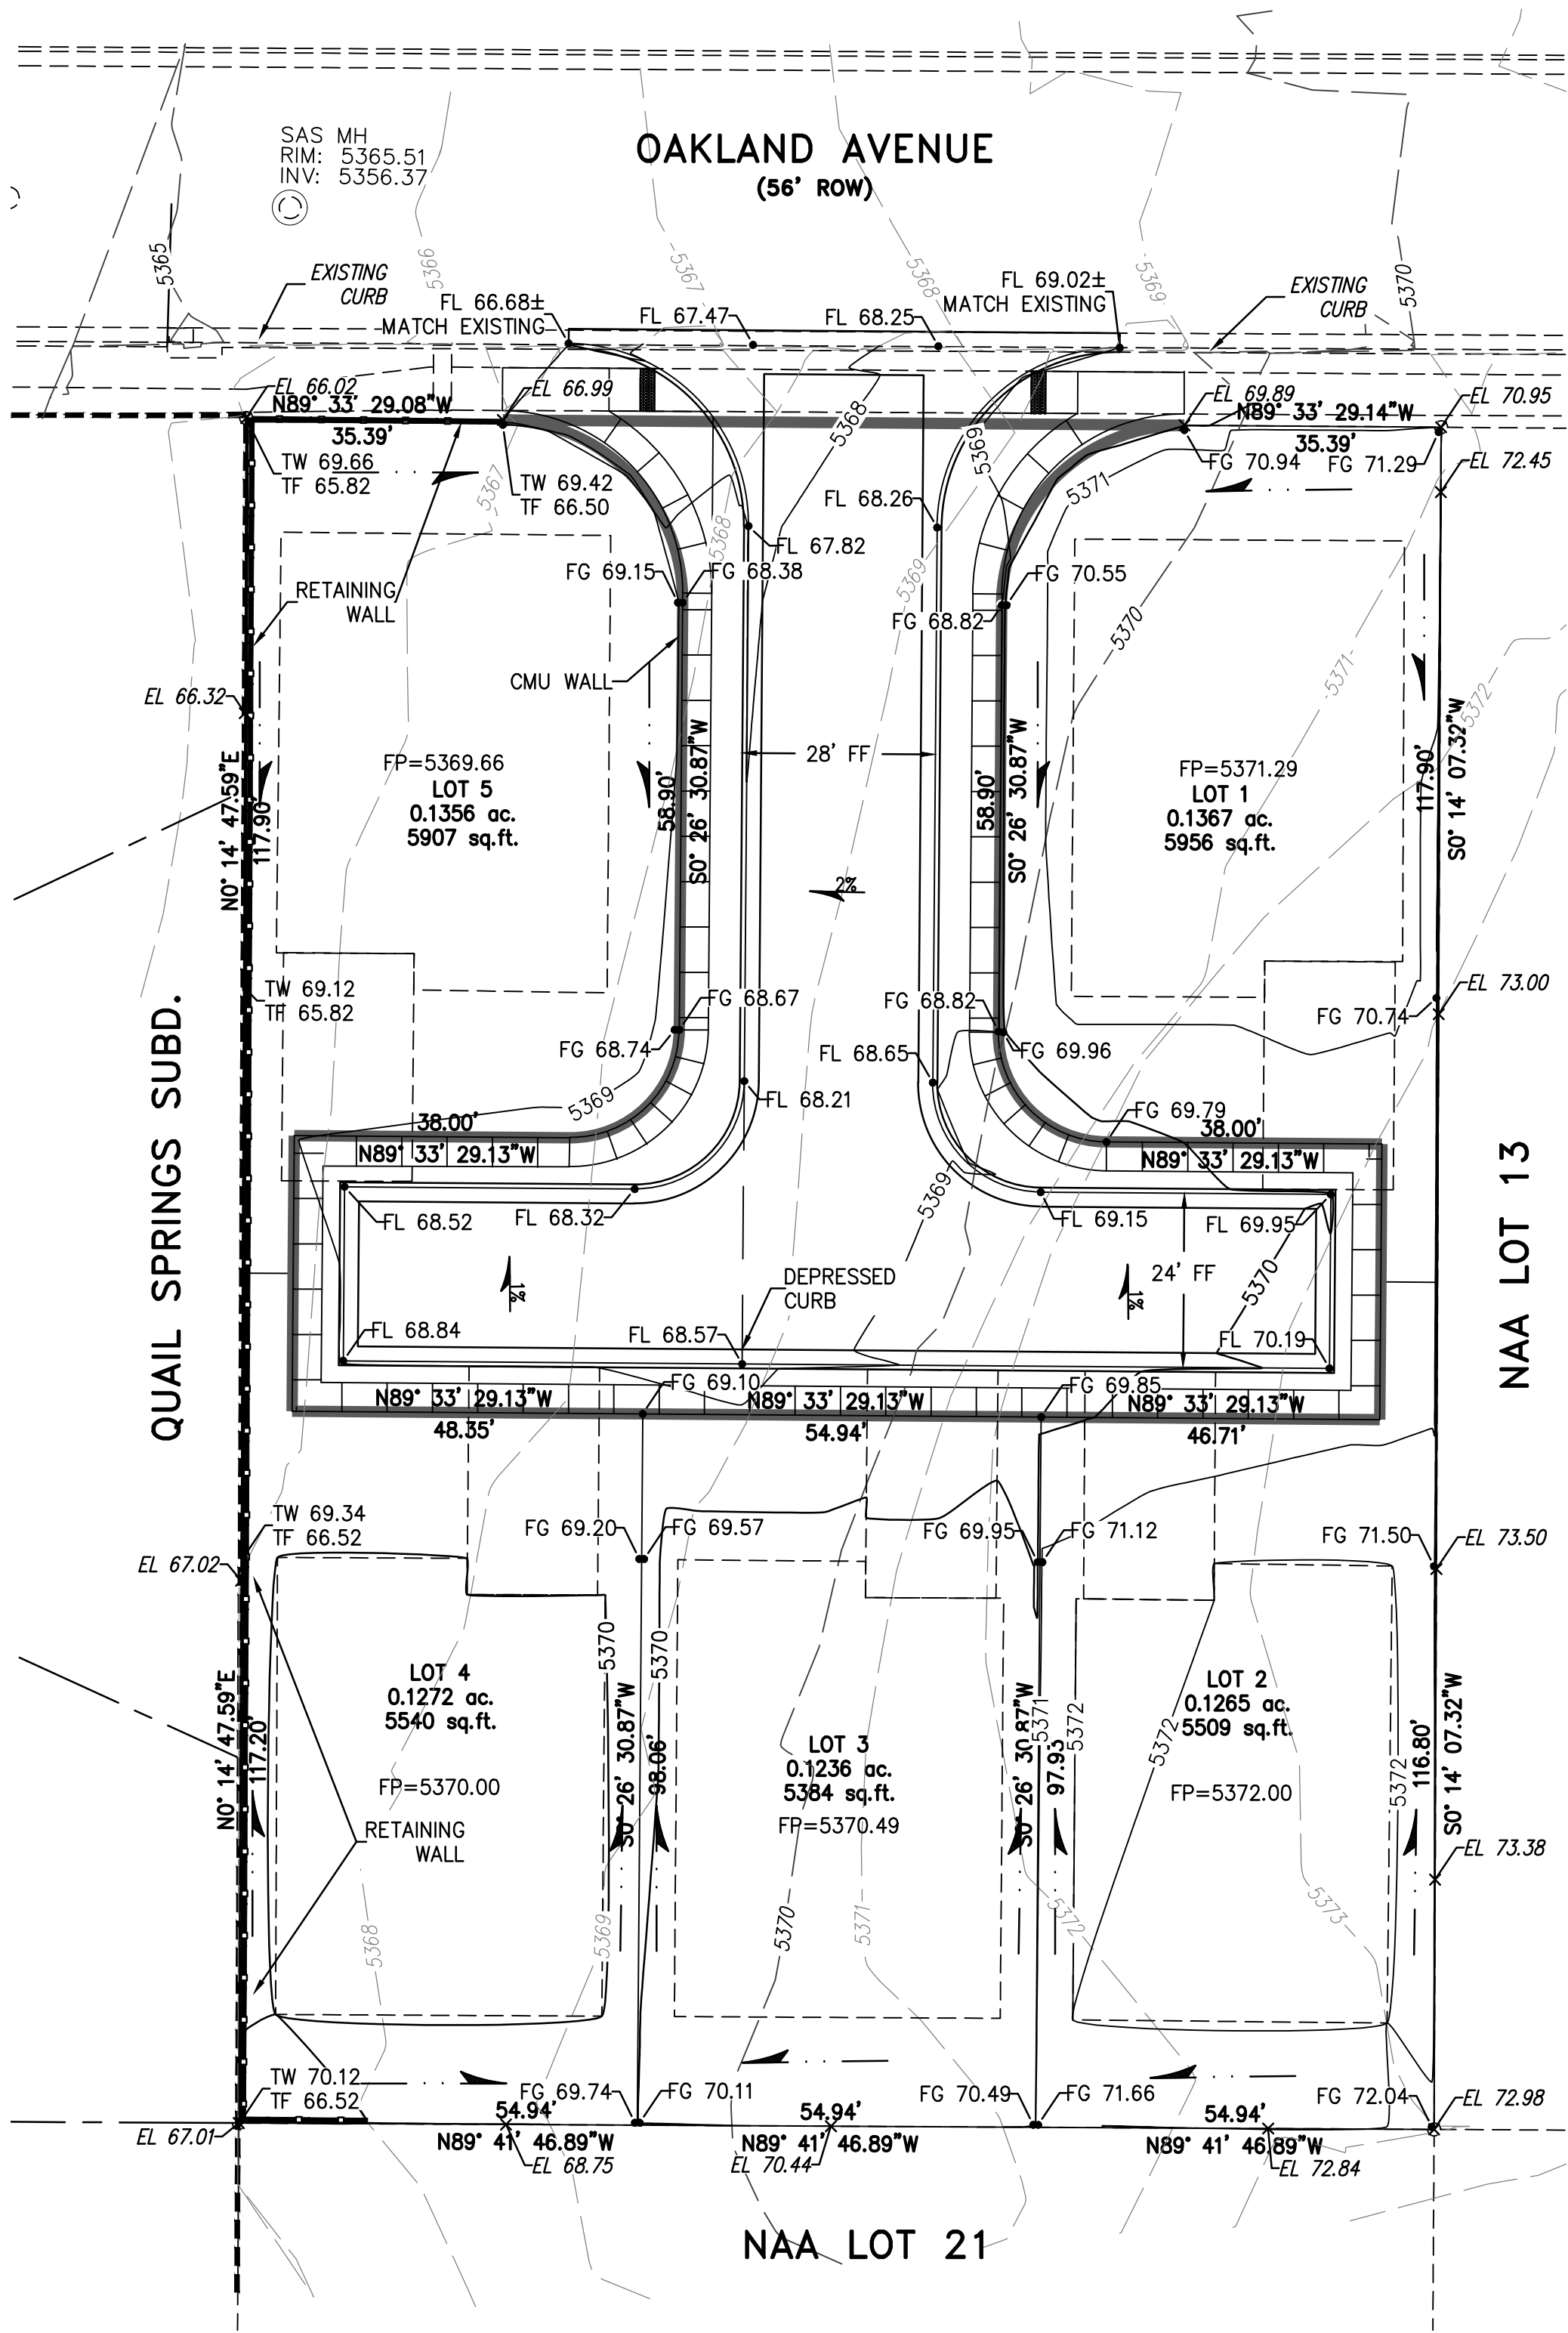 SAS MH
RIM: 5365.51
INV: 5356.37
OAKLAND AVENUE
(56' ROW)
5365
5366
5367
5368
5369
5370
EXISTING
CURB
FL 66.68±
MATCH EXISTING
FL 67.47
FL 68.25
FL 69.02±
MATCH EXISTING
EXISTING
CURB
EL 66.02
N89° 33' 29.08"W
35.39'
EL 66.99
EL 69.89
N89° 33' 29.14"W
35.39'
EL 70.95
TW 69.66
TF 65.82
TW 69.42
TF 66.50
5367
5368
5368
5369
5369
FG 70.94
FG 71.29
EL 72.45
5371
FL 68.26
FL 67.82
FG 69.15
FG 68.38
FG 70.55
FG 68.82
RETAINING
WALL
CMU WALL
5370
5371
5372
EL 66.32
N0° 14' 47.59"E
117.90'
FP=5369.66
LOT 5
0.1356 ac.
5907 sq.ft.
58.90'
S0° 26' 30.87"W
28' FF
58.90'
S0° 26' 30.87"W
FP=5371.29
LOT 1
0.1367 ac.
5956 sq.ft.
117.90'
S0° 14' 07.32"W
2%
TW 69.12
TF 65.82
FG 68.67
FG 68.74
FG 68.82
FG 69.96
FG 70.74
EL 73.00
QUAIL SPRINGS SUBD.
5369
FL 68.65
FL 68.21
FG 69.79
38.00'
N89° 33' 29.13"W
38.00'
N89° 33' 29.13"W
NAA LOT 13
5369
FL 68.52
FL 68.32
FL 69.15
FL 69.95
1%
DEPRESSED
CURB
1%
24' FF
5370
FL 68.84
FL 68.57
FL 70.19
FG 69.10
FG 69.85
N89° 33' 29.13"W
48.35'
N89° 33' 29.13"W
54.94'
N89° 33' 29.13"W
46.71'
TW 69.34
TF 66.52
FG 69.20
FG 69.57
FG 69.95
FG 71.12
FG 71.50
EL 73.50
EL 67.02
5370
5370
5371
5372
5372
5372
N0° 14' 47.59"E
117.20'
LOT 4
0.1272 ac.
5540 sq.ft.
FP=5370.00
S0° 26' 30.87"W
98.06'
LOT 3
0.1236 ac.
5384 sq.ft.
FP=5370.49
S0° 26' 30.87"W
97.93'
LOT 2
0.1265 ac.
5509 sq.ft.
FP=5372.00
116.80'
S0° 14' 07.32"W
RETAINING
WALL
EL 73.38
5368
5369
5370
5371
5372
5373
TW 70.12
TF 66.52
FG 69.74
FG 70.11
FG 70.49
FG 71.66
FG 72.04
EL 72.98
EL 67.01
54.94'
N89° 41' 46.89"W
EL 68.75
54.94'
N89° 41' 46.89"W
EL 70.44
54.94'
N89° 41' 46.89"W
EL 72.84
NAA LOT 21